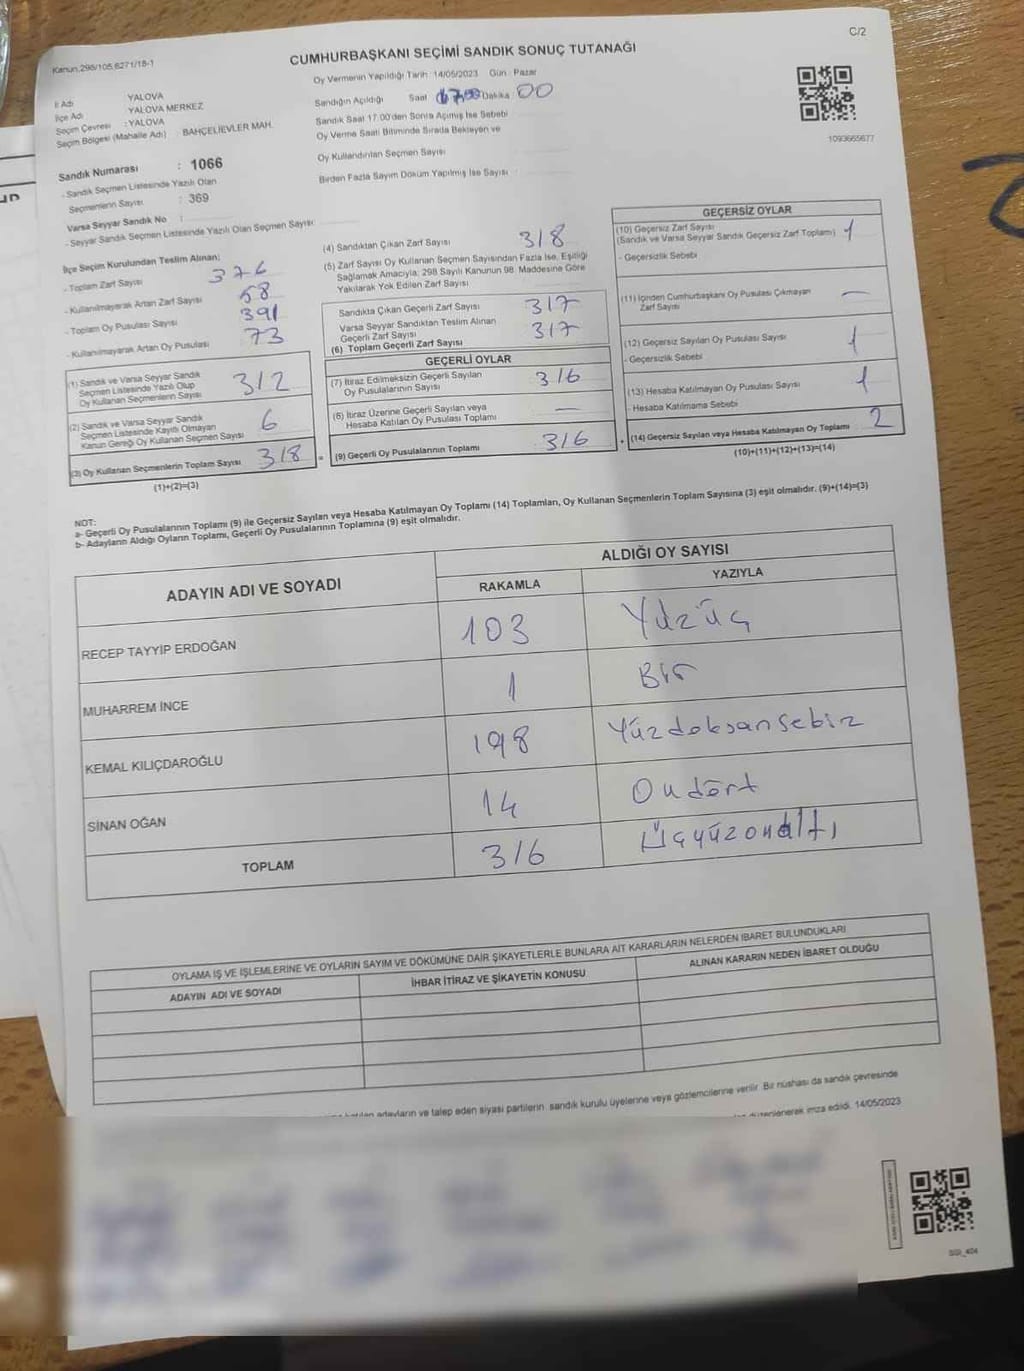 C/2
Kanun.298/105,6271/18-1
CUMHURBAŞKANI SEÇİMİ SANDIK SONUÇ TUTANAĞI
Oy Vermenin Yapıldığı Tarih: 14/05/2023 Gün : Pazar
İl Adı YALOVA
İlçe Adı YALOVA MERKEZ
Seçim Çevresi : YALOVA
Seçim Bölgesi (Mahalle Adı) : BAHÇELİEVLER MAH.
Sandığın Açıldığı Saat 17:00 Dakika : 00
Sandık Saat 17.00'den Sonra Açılmış İse Sebebi
Oy Verme Saati Bitiminde Sırada Bekleyen ve
Oy Kullandırılan Seçmen Sayısı
Birden Fazla Sayım Döküm Yapılmış İse Sayısı :
1093665677
Sandık Numarası : 1066
- Sandık Seçmen Listesinde Yazılı Olan
Seçmenlerin Sayısı : 369
Varsa Seyyar Sandık No :
- Seyyar Sandık Seçmen Listesinde Yazılı Olan Seçmen Sayısı:
İlçe Seçim Kurulundan Teslim Alınan:
- Toplam Zarf Sayısı 376
- Kullanılmayarak Artan Zarf Sayısı 58
- Toplam Oy Pusulası Sayısı 391
- Kullanılmayarak Artan Oy Pusulası 73
(1) Sandık ve Varsa Seyyar Sandık
Seçmen Listesinde Yazılı Olup
Oy Kullanan Seçmenlerin Sayısı 312
(2) Sandık ve Varsa Seyyar Sandık
Seçmen Listesinde Kayıtlı Olmayan
Kanun Gereği Oy Kullanan Seçmen Sayısı 6
(3) Oy Kullanan Seçmenlerin Toplam Sayısı 318
(1)+(2)=(3)
(4) Sandıktan Çıkan Zarf Sayısı 318
(5) Zarf Sayısı Oy Kullanan Seçmen Sayısından Fazla İse, Eşitliği
Sağlamak Amacıyla; 298 Sayılı Kanunun 98. Maddesine Göre
Yakılarak Yok Edilen Zarf Sayısı
Sandıkta Çıkan Geçerli Zarf Sayısı 317
Varsa Seyyar Sandıktan Teslim Alınan
Geçerli Zarf Sayısı 317
(6) Toplam Geçerli Zarf Sayısı
GEÇERLİ OYLAR
(7) İtiraz Edilmeksizin Geçerli Sayılan
Oy Pusulalarının Sayısı 316
(8) İtiraz Üzerine Geçerli Sayılan veya
Hesaba Katılan Oy Pusulası Toplamı —
= (9) Geçerli Oy Pusulalarının Toplamı 316 +
GEÇERSİZ OYLAR
(10) Geçersiz Zarf Sayısı
(Sandık ve Varsa Seyyar Sandık Geçersiz Zarf Toplamı) 1
- Geçersizlik Sebebi
(11) İçinden Cumhurbaşkanı Oy Pusulası Çıkmayan
Zarf Sayısı —
(12) Geçersiz Sayılan Oy Pusulası Sayısı 1
- Geçersizlik Sebebi
(13) Hesaba Katılmayan Oy Pusulası Sayısı 1
- Hesaba Katılmama Sebebi
(14) Geçersiz Sayılan veya Hesaba Katılmayan Oy Toplamı 2
(10)+(11)+(12)+(13)=(14)
NOT:
a- Geçerli Oy Pusulalarının Toplamı (9) ile Geçersiz Sayılan veya Hesaba Katılmayan Oy Toplamı (14) Toplamları, Oy Kullanan Seçmenlerin Toplam Sayısına (3) eşit olmalıdır. (9)+(14)=(3)
b- Adayların Aldığı Oyların Toplamı, Geçerli Oy Pusulalarının Toplamına (9) eşit olmalıdır.
ADAYIN ADI VE SOYADI ALDIĞI OY SAYISI
RAKAMLA YAZIYLA
RECEP TAYYİP ERDOĞAN 103 Yüzüç
MUHARREM İNCE 1 Bir
KEMAL KILIÇDAROĞLU 198 Yüzdoksansekiz
SİNAN OĞAN 14 Ondört
TOPLAM 316 Üçyüzonaltı
OYLAMA İŞ VE İŞLEMLERİNE VE OYLARIN SAYIM VE DÖKÜMÜNE DAİR ŞİKAYETLERLE BUNLARA AİT KARARLARIN NELERDEN İBARET BULUNDUKLARI
ADAYIN ADI VE SOYADI İHBAR İTİRAZ VE ŞİKAYETİN KONUSU ALINAN KARARIN NEDEN İBARET OLDUĞU
katılan adayların ve talep eden siyasi partilerin sandık kurulu üyelerine veya gözlemcilerine verilir. Bir nüshası da sandık çevresinde
düzenlenerek imza edildi. 14/05/2023